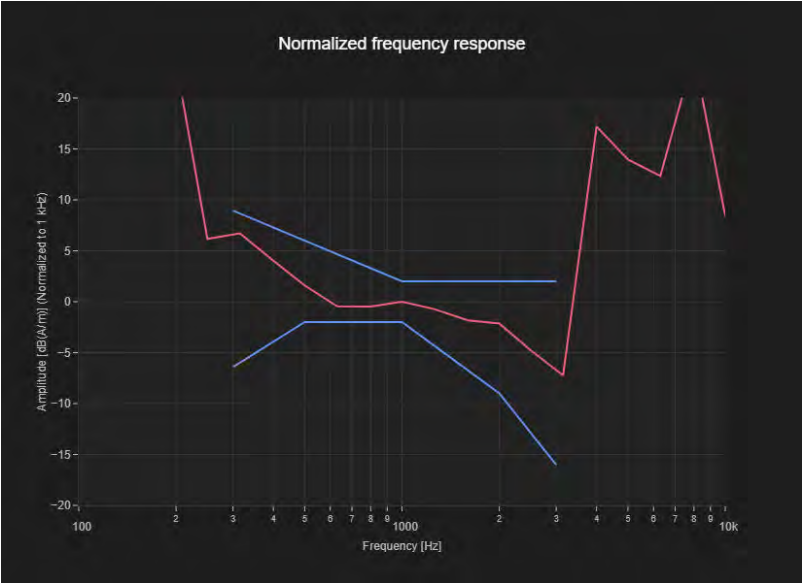 Normalized frequency response
Amplitude [dB(A/m)] (Normalized to 1 kHz)
20
15
10
5
0
−5
−10
−15
−20
100 2 3 4 5 6 7 8 9 1000 2 3 4 5 6 7 8 9 10k
Frequency [Hz]